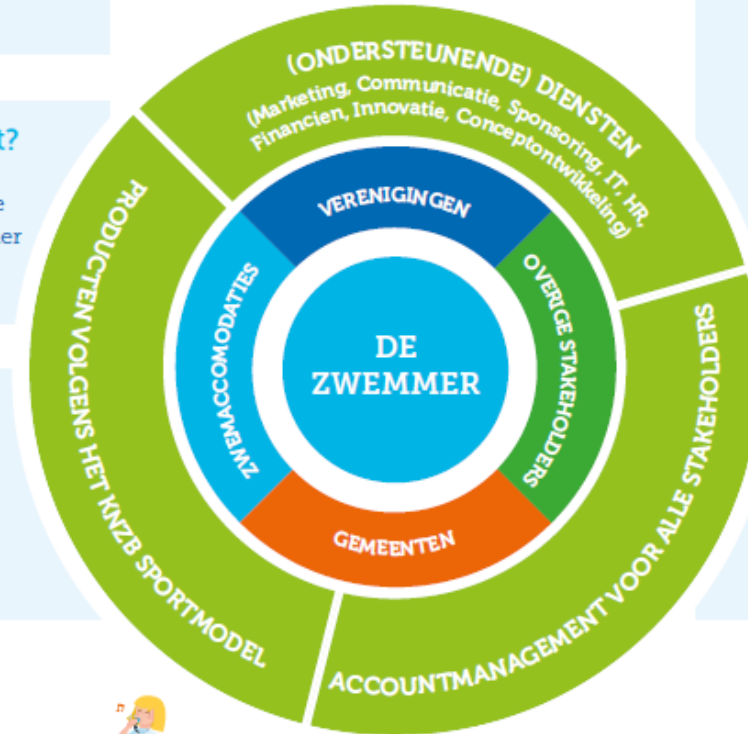 t?
e
er
(ONDERSTEUNENDE) DIENSTEN
(Marketing, Communicatie, Sponsoring, IT, HR,
Financien, Innovatie, Conceptontwikkeling)
VERENIGINGEN
PRODUCTEN VOLGENS HET KNZB SPORTMODEL
ZWEMACCOMODATIES
DE
ZWEMMER
OVERIGE STAKEHOLDERS
GEMEENTEN
ACCOUNTMANAGEMENT VOOR ALLE STAKEHOLDERS